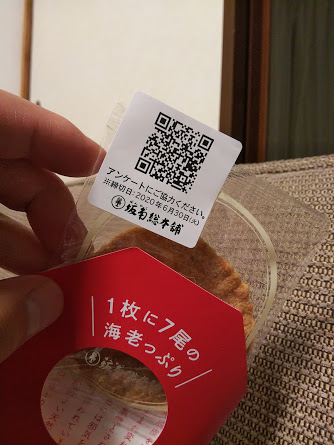 アンケートにご協力ください。
※締切日：2020年6月30日(火)
坂角総本舖
1枚に7尾の
海老っぷり